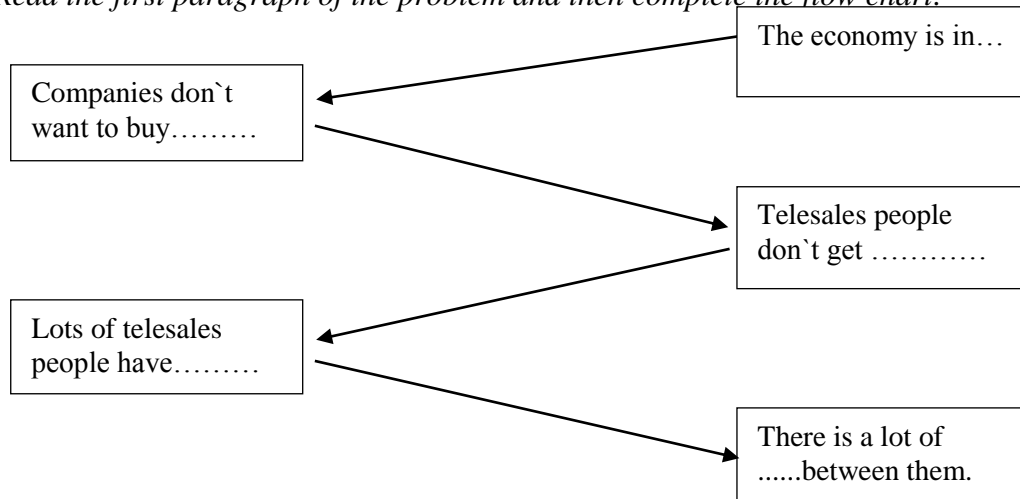 Read the first paragraph of the problem and then complete the flow chart.
The economy is in…
Companies don`t
want to buy………
Telesales people
don`t get …………
Lots of telesales
people have………
There is a lot of
......between them.